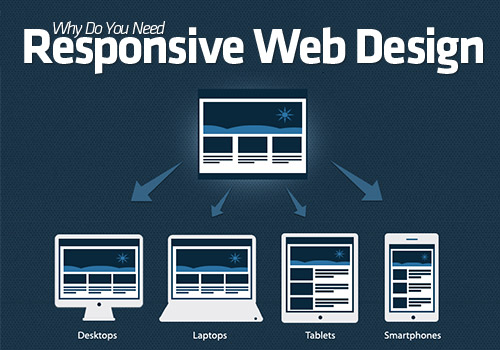 Why Do You Need
Responsive Web Design
Desktops
Laptops
Tablets
Smartphones